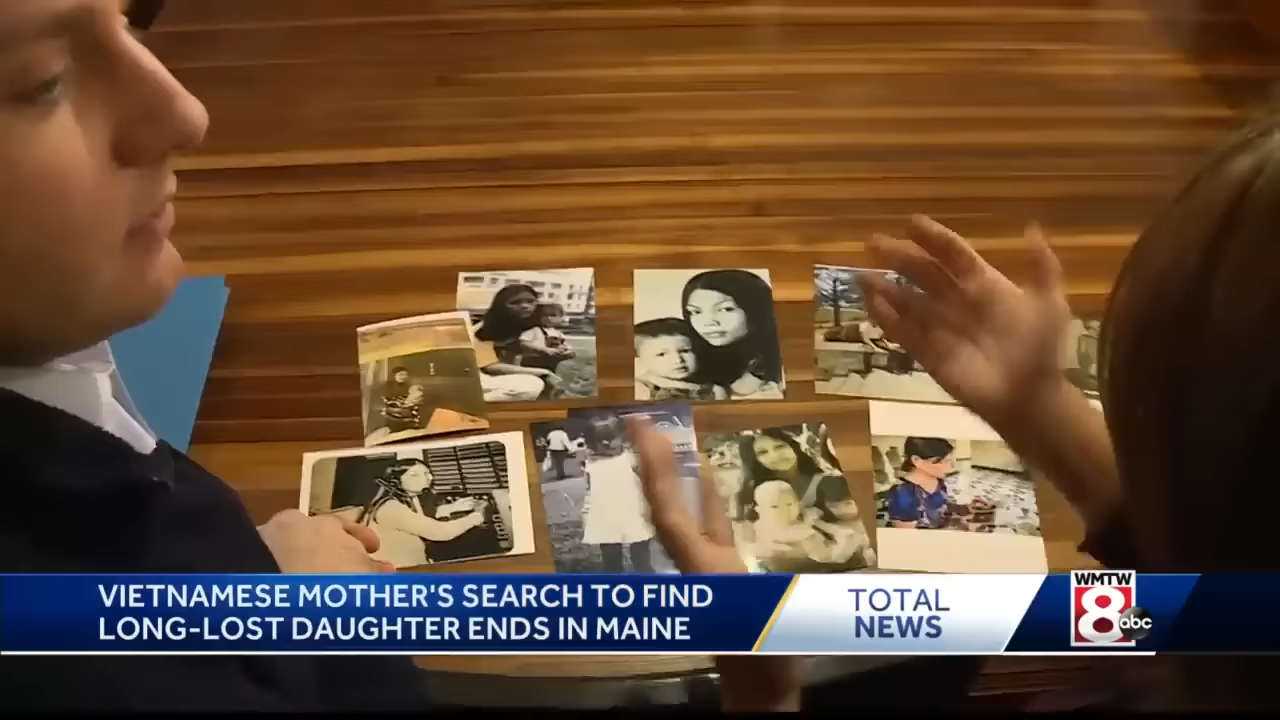 VIETNAMESE MOTHER'S SEARCH TO FIND
LONG-LOST DAUGHTER ENDS IN MAINE
TOTAL
NEWS
WMTW
8
abc